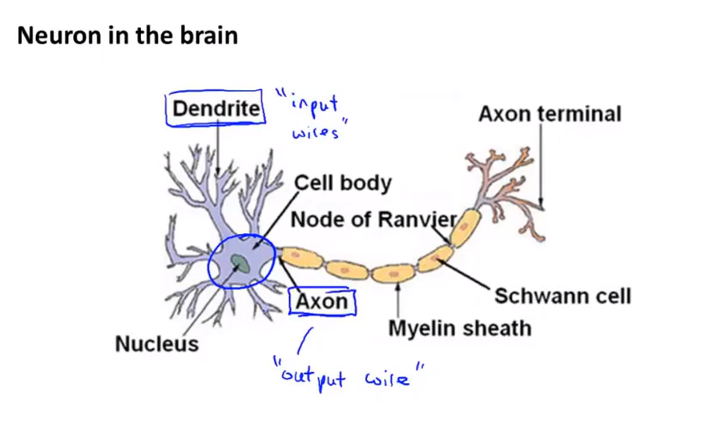 Neuron in the brain
Dendrite
"input
wires"
Axon terminal
Cell body
Node of Ranvier
Axon
Schwann cell
Myelin sheath
Nucleus
"output wire"